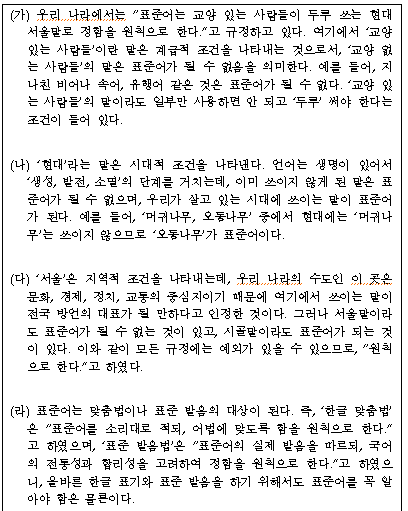 (가) 우리 나라에서는 "표준어는 교양 있는 사람들이 두루 쓰는 현대
서울말로 정함을 원칙으로 한다."고 규정하고 있다. 여기에서 '교양
있는 사람들'이란 말은 계급적 조건을 나타내는 것으로서, '교양 없
는 사람들'의 말은 표준어가 될 수 없음을 의미한다. 예를 들어, 지
나친 비어나 속어, 유행어 같은 것은 표준어가 될 수 없다. '교양 있
는 사람들'의 말이라도 일부만 사용하면 안 되고 '두루' 써야 한다는
조건이 들어 있다.
(나) '현대'라는 말은 시대적 조건을 나타낸다. 언어는 생명이 있어서
'생성, 발전, 소멸'의 단계를 거치는데, 이미 쓰이지 않게 된 말은 표
준어가 될 수 없으며, 우리가 살고 있는 시대에 쓰이는 말이 표준어
가 된다. 예를 들어, '머귀나무, 오동나무' 중에서 현대에는 '머귀나
무'는 쓰이지 않으므로 '오동나무'가 표준어이다.
(다) '서울'은 지역적 조건을 나타내는데, 우리 나라의 수도인 이 곳은
문화, 경제, 정치, 교통의 중심지이기 때문에 여기에서 쓰이는 말이
전국 방언의 대표가 될 만하다고 인정한 것이다. 그러나 서울말이라
도 표준어가 될 수 없는 것이 있고, 시골말이라도 표준어가 되는 것
이 있다. 이와 같이 모든 규정에는 예외가 있을 수 있으므로, "원칙
으로 한다."고 하였다.
(라) 표준어는 맞춤법이나 표준 발음의 대상이 된다. 즉, '한글 맞춤법'
은 "표준어를 소리대로 적되, 어법에 맞도록 함을 원칙으로 한다."
고 하였으며, '표준 발음법'은 "표준어의 실제 발음을 따르되, 국어
의 전통성과 합리성을 고려하여 정함을 원칙으로 한다."고 하였으
니, 올바른 한글 표기와 표준 발음을 하기 위해서도 표준어를 꼭 알
아야 함은 물론이다.